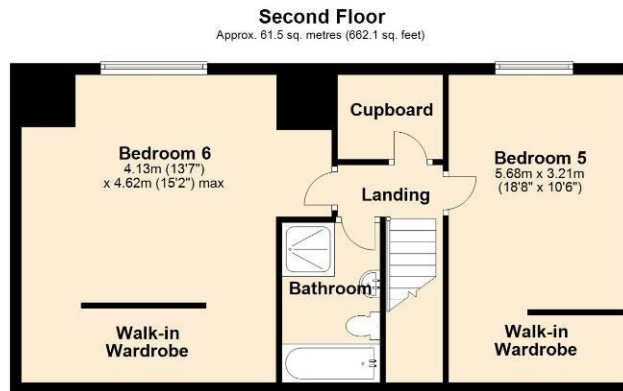 Second Floor
Approx. 61.5 sq. metres (662.1 sq. feet)
Cupboard
Bedroom 6
4.13m (13'7")
x 4.62m (15'2") max
Bedroom 5
5.68m x 3.21m
(18'8" x 10'6")
Landing
Bathroom
Walk-in
Wardrobe
Walk-in
Wardrobe